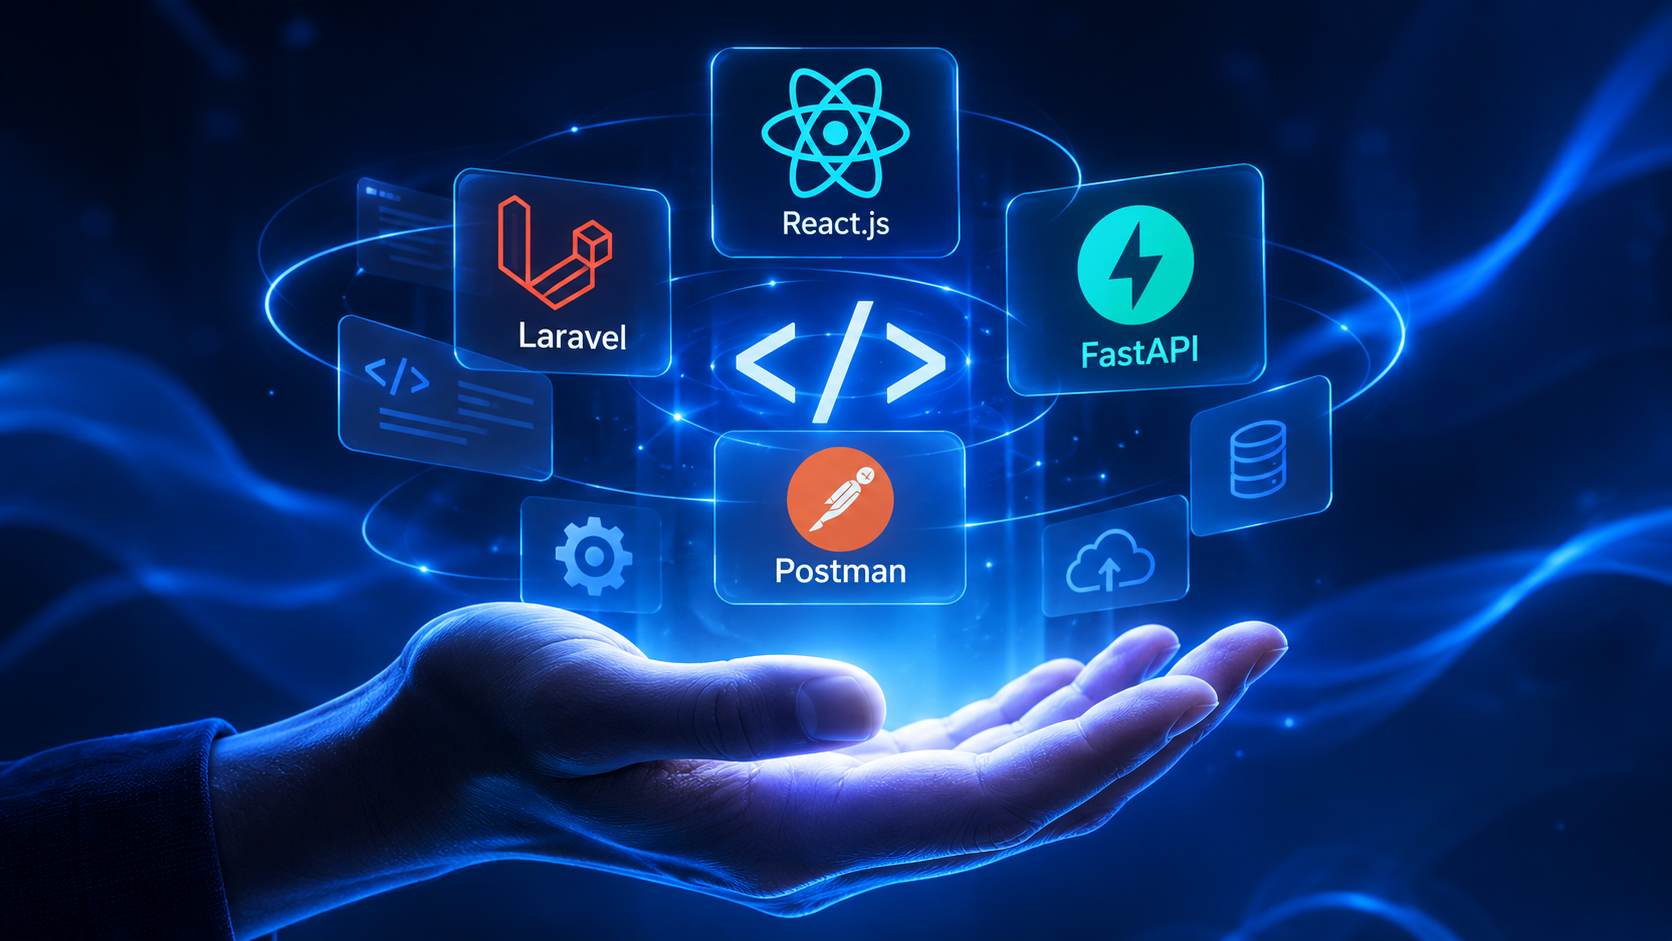 React.js
Laravel
FastAPI
</>
</>
Postman